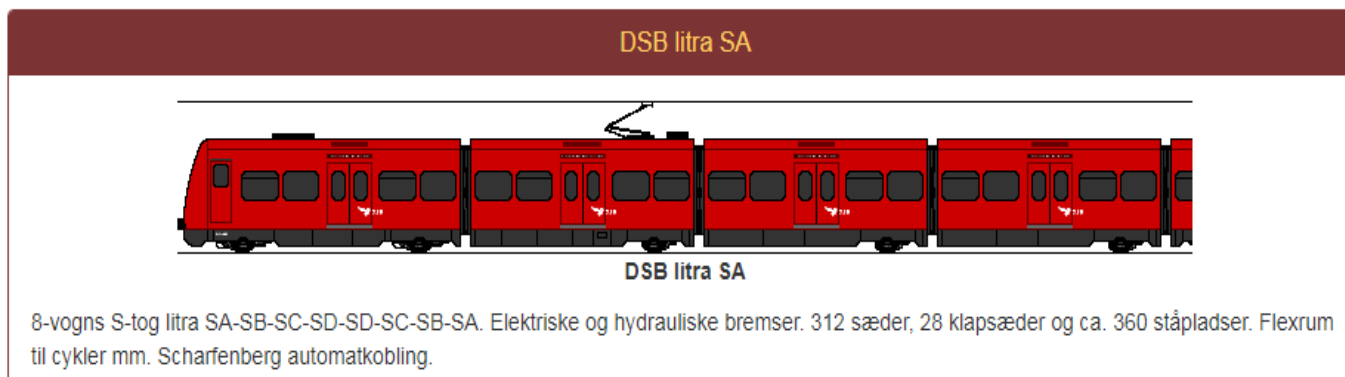 DSB litra SA
DSB litra SA
8-vogns S-tog litra SA-SB-SC-SD-SD-SC-SB-SA. Elektriske og hydrauliske bremser. 312 sæder, 28 klapsæder og ca. 360 ståpladser. Flexrum
til cykler mm. Scharfenberg automatkobling.